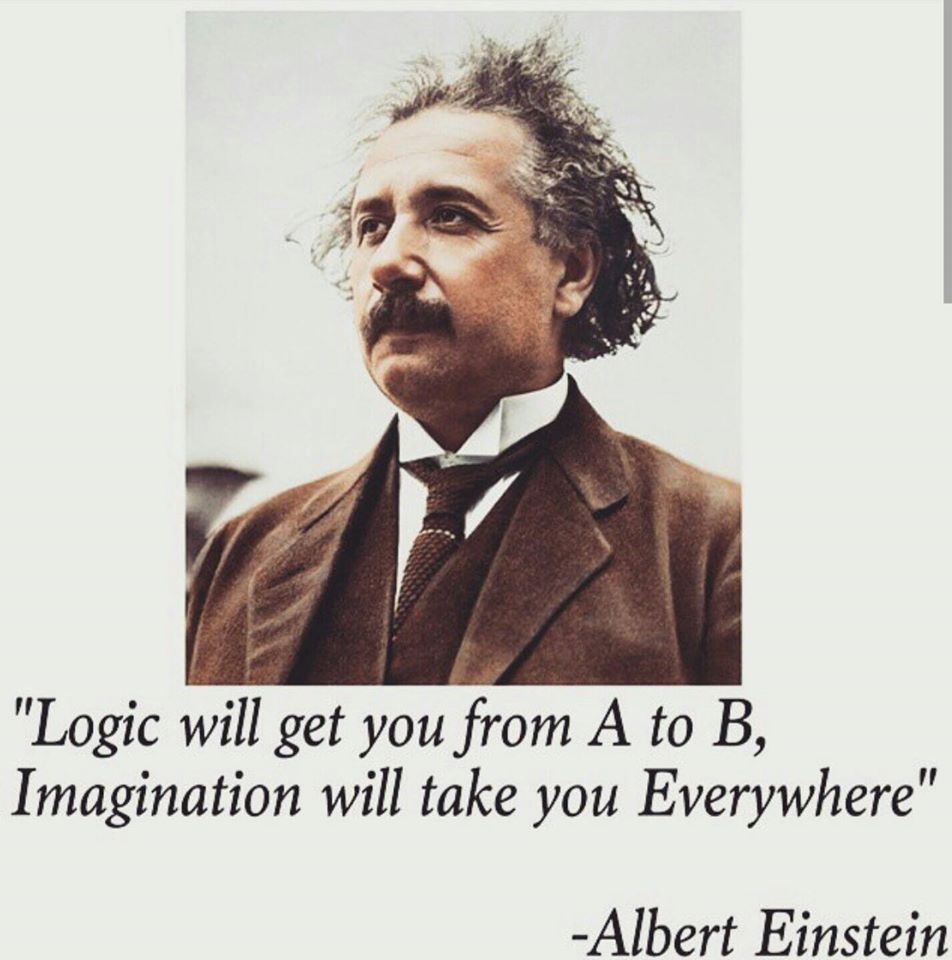 "Logic will get you from A to B,
Imagination will take you Everywhere"
-Albert Einstein